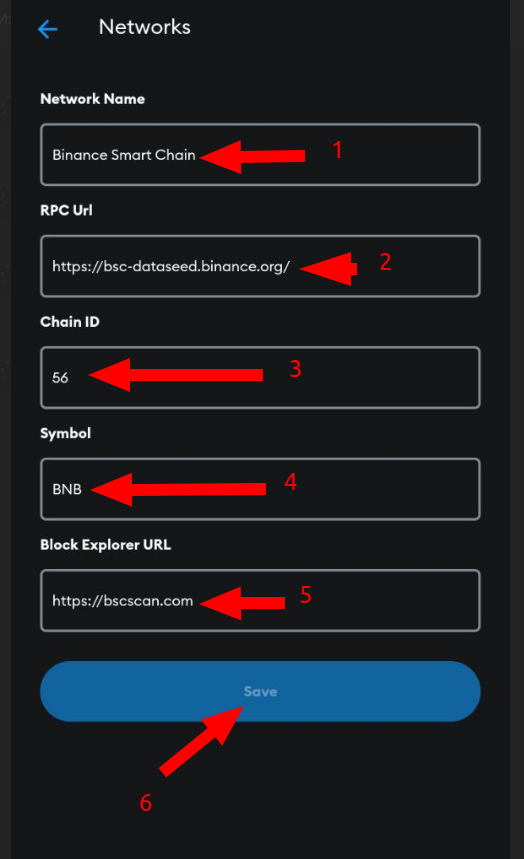 Networks
Network Name
Binance Smart Chain
1
RPC Url
https://bsc-dataseed.binance.org/
2
Chain ID
56
3
Symbol
BNB
4
Block Explorer URL
https://bscscan.com
5
Save
6